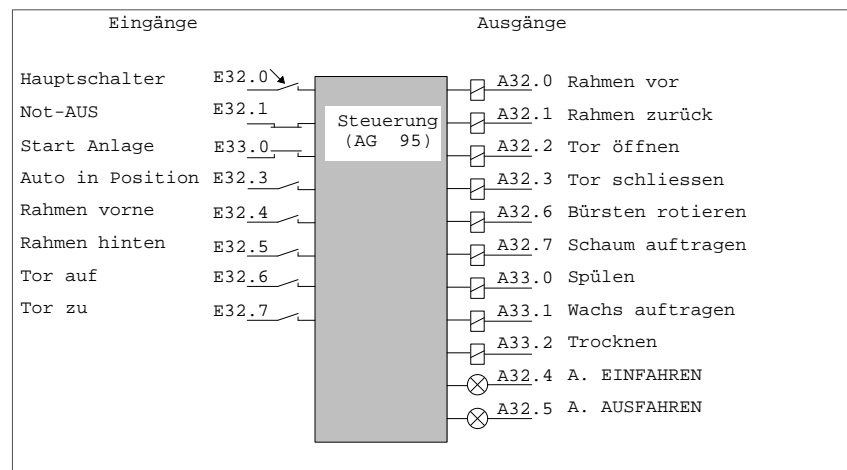 Eingänge Ausgänge
Hauptschalter E32.0 A32.0 Rahmen vor
Not-AUS E32.1 A32.1 Rahmen zurück
Steuerung
(AG 95)
Start Anlage E33.0 A32.2 Tor öffnen
Auto in Position E32.3 A32.3 Tor schliessen
Rahmen vorne E32.4 A32.6 Bürsten rotieren
Rahmen hinten E32.5 A32.7 Schaum auftragen
Tor auf E32.6 A33.0 Spülen
Tor zu E32.7 A33.1 Wachs auftragen
A33.2 Trocknen
A32.4 A. EINFAHREN
A32.5 A. AUSFAHREN